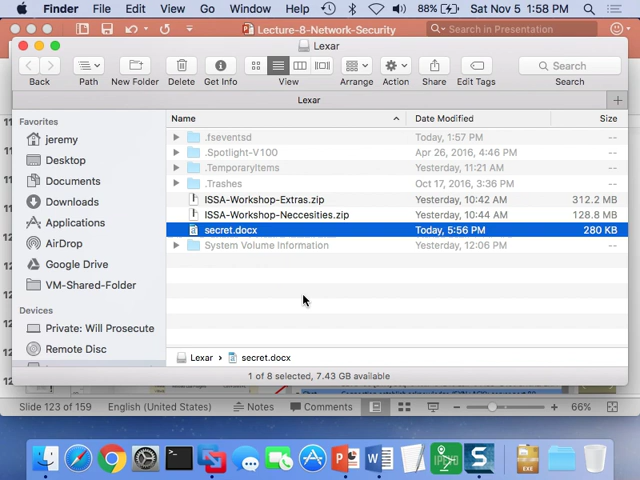 Finder File Edit View Go Window Help 88% Sat Nov 5 1:58 PM
Lecture-8-Network-Security Search in Presentation
Lexar
Back Path New Folder Delete Get Info View Arrange Action Share Edit Tags Search
Search
Lexar
Favorites
jeremy
Desktop
Documents
Downloads
Applications
AirDrop
Google Drive
VM-Shared-Folder
Devices
Private: Will Prosecute
Remote Disc
Name Date Modified Size
.fseventsd Today, 1:57 PM --
.Spotlight-V100 Apr 26, 2016, 4:46 PM --
.TemporaryItems Yesterday, 11:21 AM --
.Trashes Oct 17, 2016, 3:36 PM --
ISSA-Workshop-Extras.zip Yesterday, 10:42 AM 312.2 MB
ISSA-Workshop-Neccesities.zip Yesterday, 10:44 AM 128.8 MB
secret.docx Today, 5:56 PM 280 KB
System Volume Information Yesterday, 12:06 PM --
Lexar › secret.docx
1 of 8 selected, 7.43 GB available
Slide 123 of 159 English (United States) Notes Comments 66%
EXE